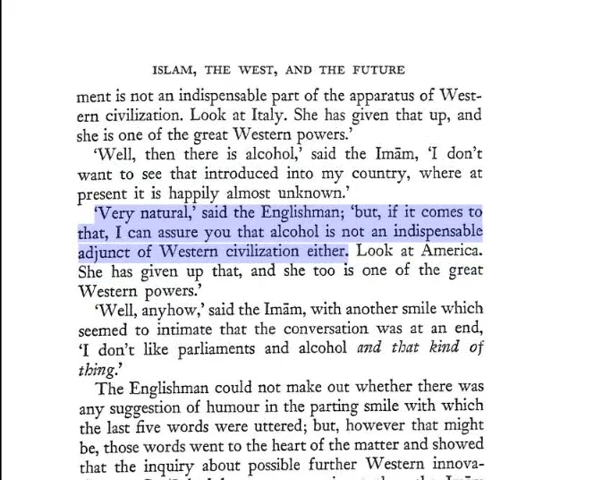 ISLAM, THE WEST, AND THE FUTURE
ment is not an indispensable part of the apparatus of West-
ern civilization. Look at Italy. She has given that up, and
she is one of the great Western powers.’
‘Well, then there is alcohol,’ said the Imām, ‘I don’t
want to see that introduced into my country, where at
present it is happily almost unknown.’
‘Very natural,’ said the Englishman; ‘but, if it comes to
that, I can assure you that alcohol is not an indispensable
adjunct of Western civilization either. Look at America.
She has given up that, and she too is one of the great
Western powers.’
‘Well, anyhow,’ said the Imām, with another smile which
seemed to intimate that the conversation was at an end,
‘I don’t like parliaments and alcohol and that kind of
thing.’
The Englishman could not make out whether there was
any suggestion of humour in the parting smile with which
the last five words were uttered; but, however that might
be, those words went to the heart of the matter and showed
that the inquiry about possible further Western innova-